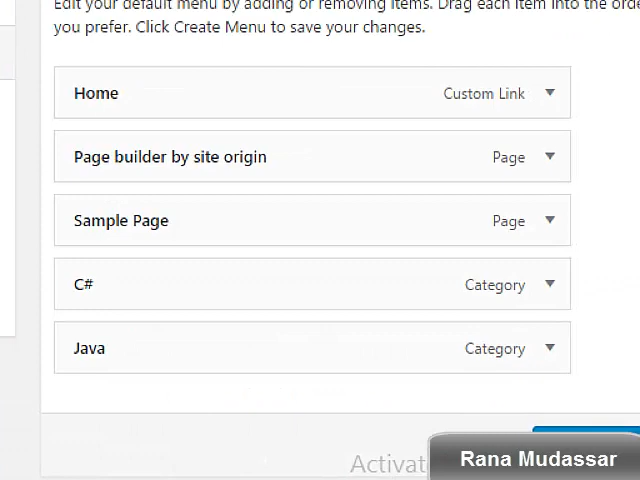 Edit your default menu by adding or removing items. Drag each item into the
you prefer. Click Create Menu to save your changes.
Home Custom Link
Page builder by site origin Page
Sample Page Page
C# Category
Java Category
Rana Mudassar